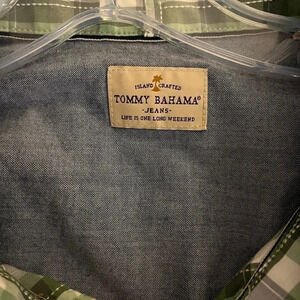 ISLAND CRAFTED
TOMMY BAHAMA®
-JEANS-
LIFE IS ONE LONG WEEKEND